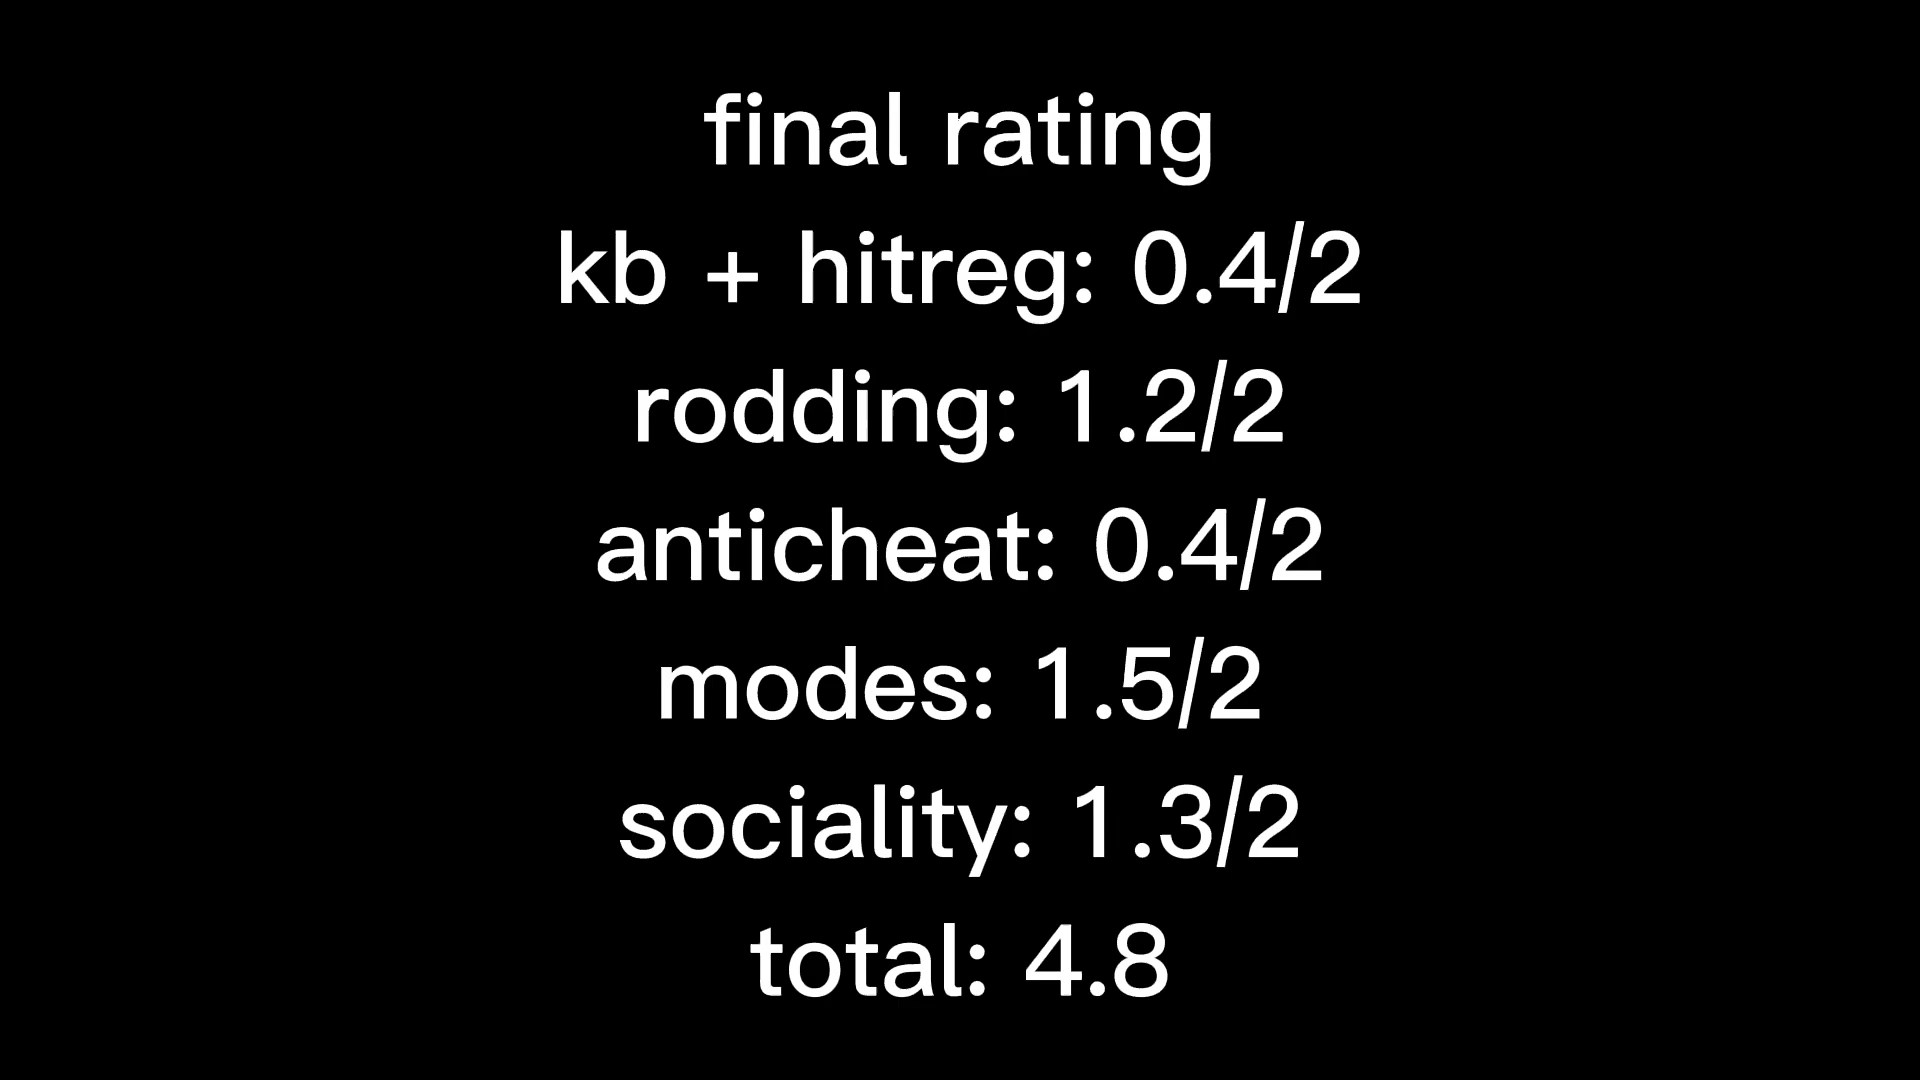 final rating
kb + hitreg: 0.4/2
rodding: 1.2/2
anticheat: 0.4/2
modes: 1.5/2
sociality: 1.3/2
total: 4.8